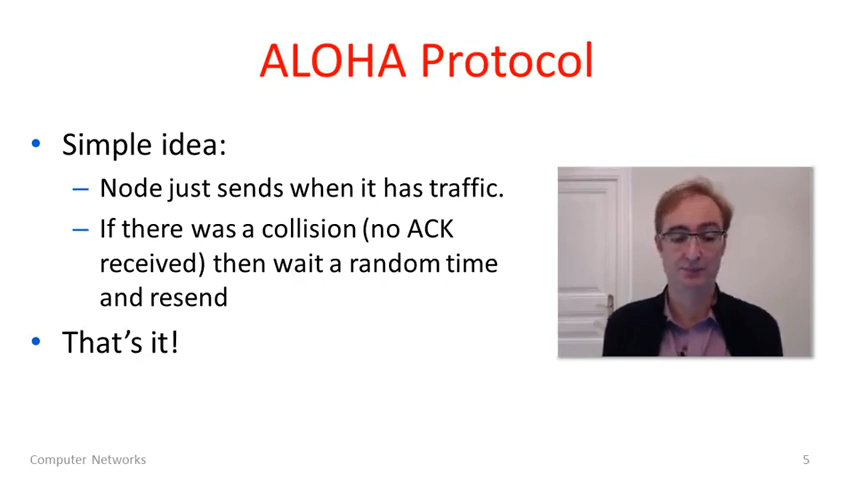 ALOHA Protocol
• Simple idea:
– Node just sends when it has traffic.
– If there was a collision (no ACK
received) then wait a random time
and resend
• That’s it!
Computer Networks
5